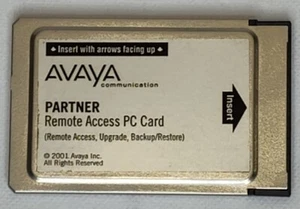 ▲ Insert with arrows facing up ▲
AVAYA
communication
PARTNER
Remote Access PC Card
(Remote Access, Upgrade, Backup/Restore)
© 2001 Avaya Inc.
All Rights Reserved
Insert